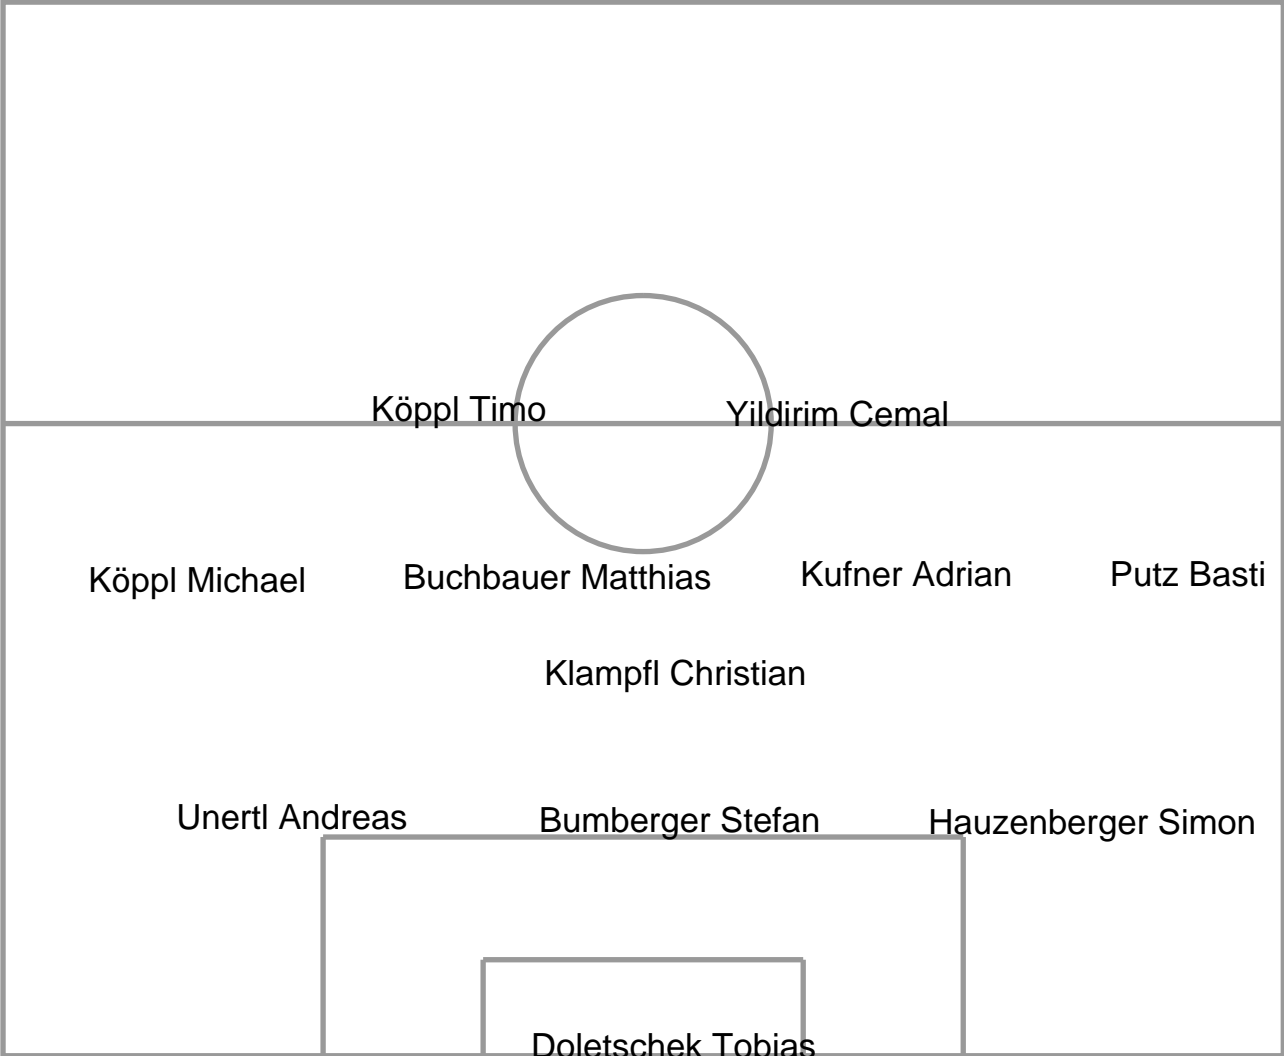 Köppl Timo
Yildirim Cemal
Köppl Michael
Buchbauer Matthias
Kufner Adrian
Putz Basti
Klampfl Christian
Unertl Andreas
Bumberger Stefan
Hauzenberger Simon
Doletschek Tobias